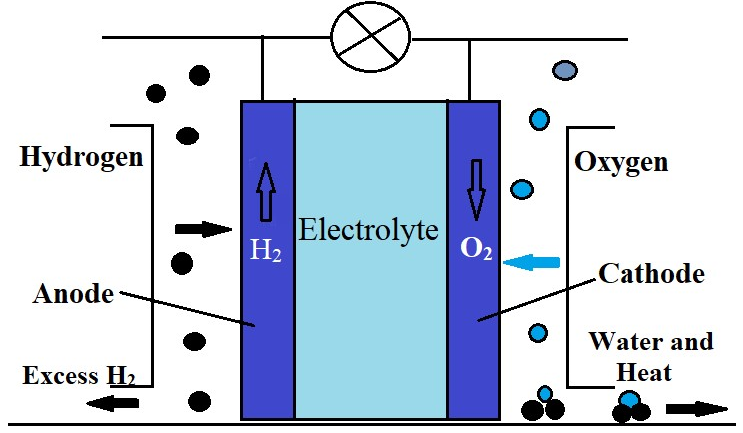 Hydrogen
Oxygen
Electrolyte
H₂
O₂
Anode
Cathode
Excess H₂
Water and
Heat